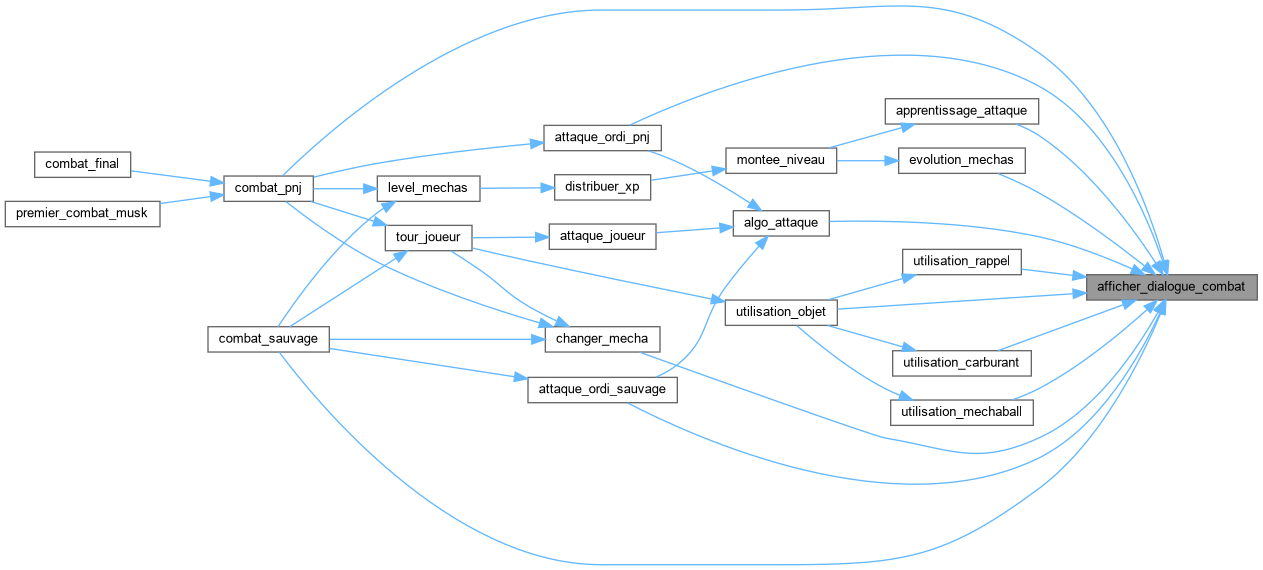 combat_final
premier_combat_musk
combat_pnj
combat_sauvage
level_mechas
tour_joueur
attaque_ordi_pnj
distribuer_xp
attaque_joueur
changer_mecha
attaque_ordi_sauvage
montee_niveau
algo_attaque
utilisation_objet
apprentissage_attaque
evolution_mechas
utilisation_rappel
utilisation_carburant
utilisation_mechaball
afficher_dialogue_combat